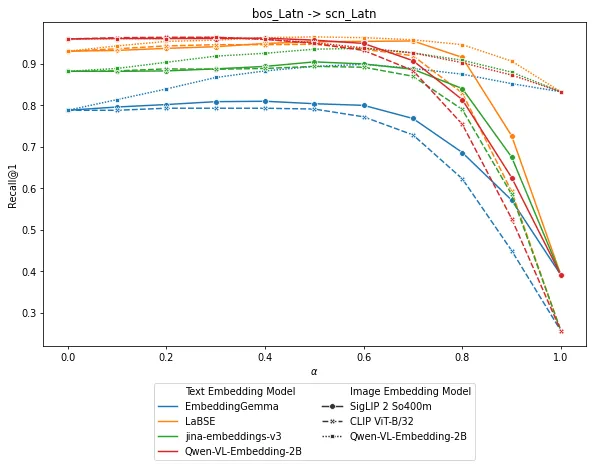 bos_Latn -> scn_Latn
Recall@1
0.9
0.8
0.7
0.6
0.5
0.4
0.3
0.0
0.2
0.4
0.6
0.8
1.0
α
Text Embedding Model
EmbeddingGemma
LaBSE
jina-embeddings-v3
Qwen-VL-Embedding-2B
Image Embedding Model
SigLIP 2 So400m
CLIP ViT-B/32
Qwen-VL-Embedding-2B